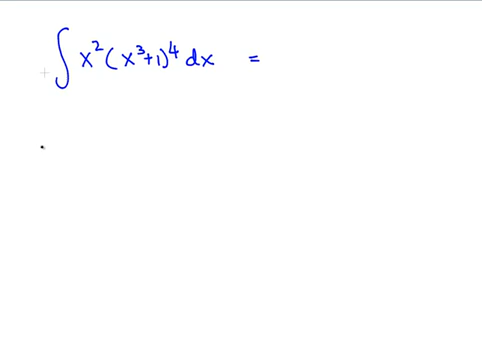 ∫ x² (x³+1)⁴ dx =